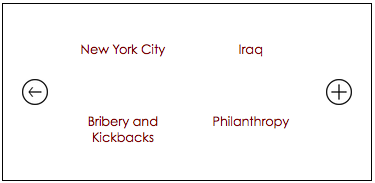 New York City
Iraq
Bribery and
Kickbacks
Philanthropy